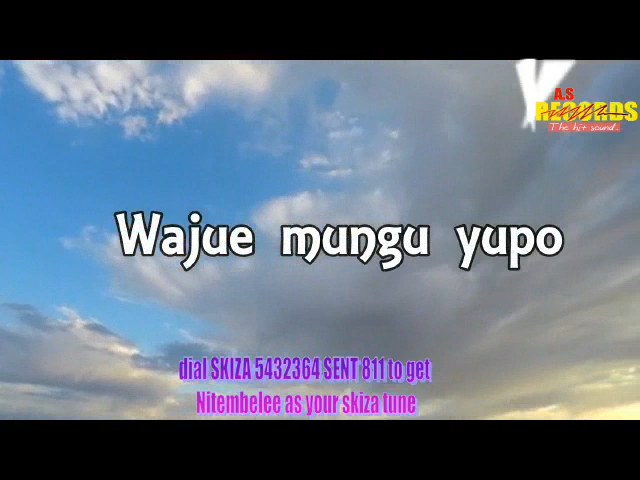 A.S
RECORDS
The hit sound..
Wajue mungu yupo
dial SKIZA 5432364 SENT 811 to get
Nitembelee as your skiza tune